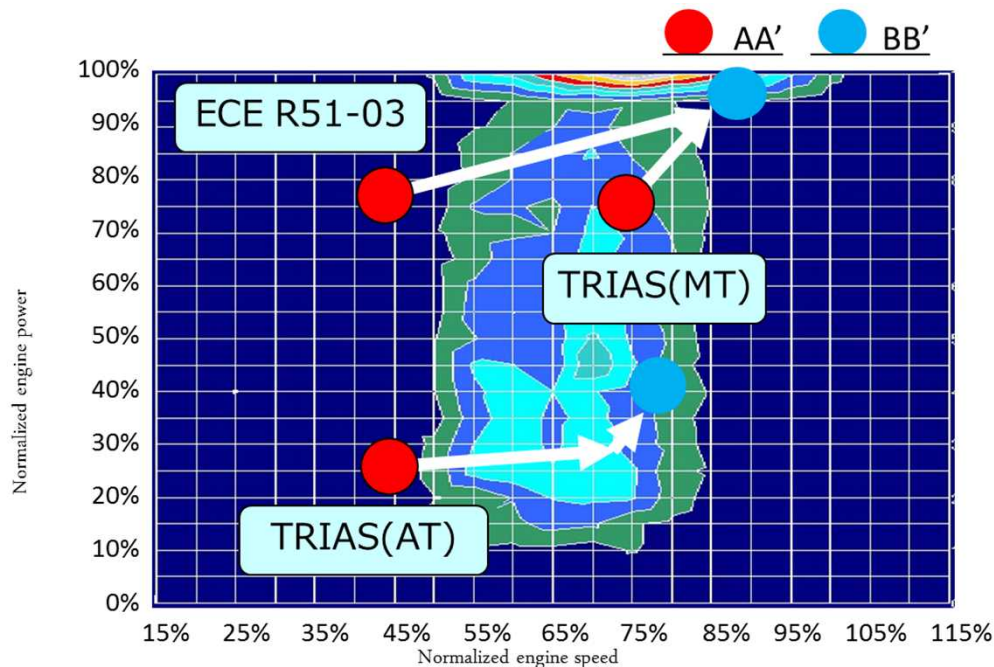 AA’ BB’
100%
90%
80%
70%
60%
50%
40%
30%
20%
10%
0%
ECE R51-03
TRIAS(MT)
TRIAS(AT)
Normalized engine power
15% 25% 35% 45% 55% 65% 75% 85% 95% 105% 115%
Normalized engine speed